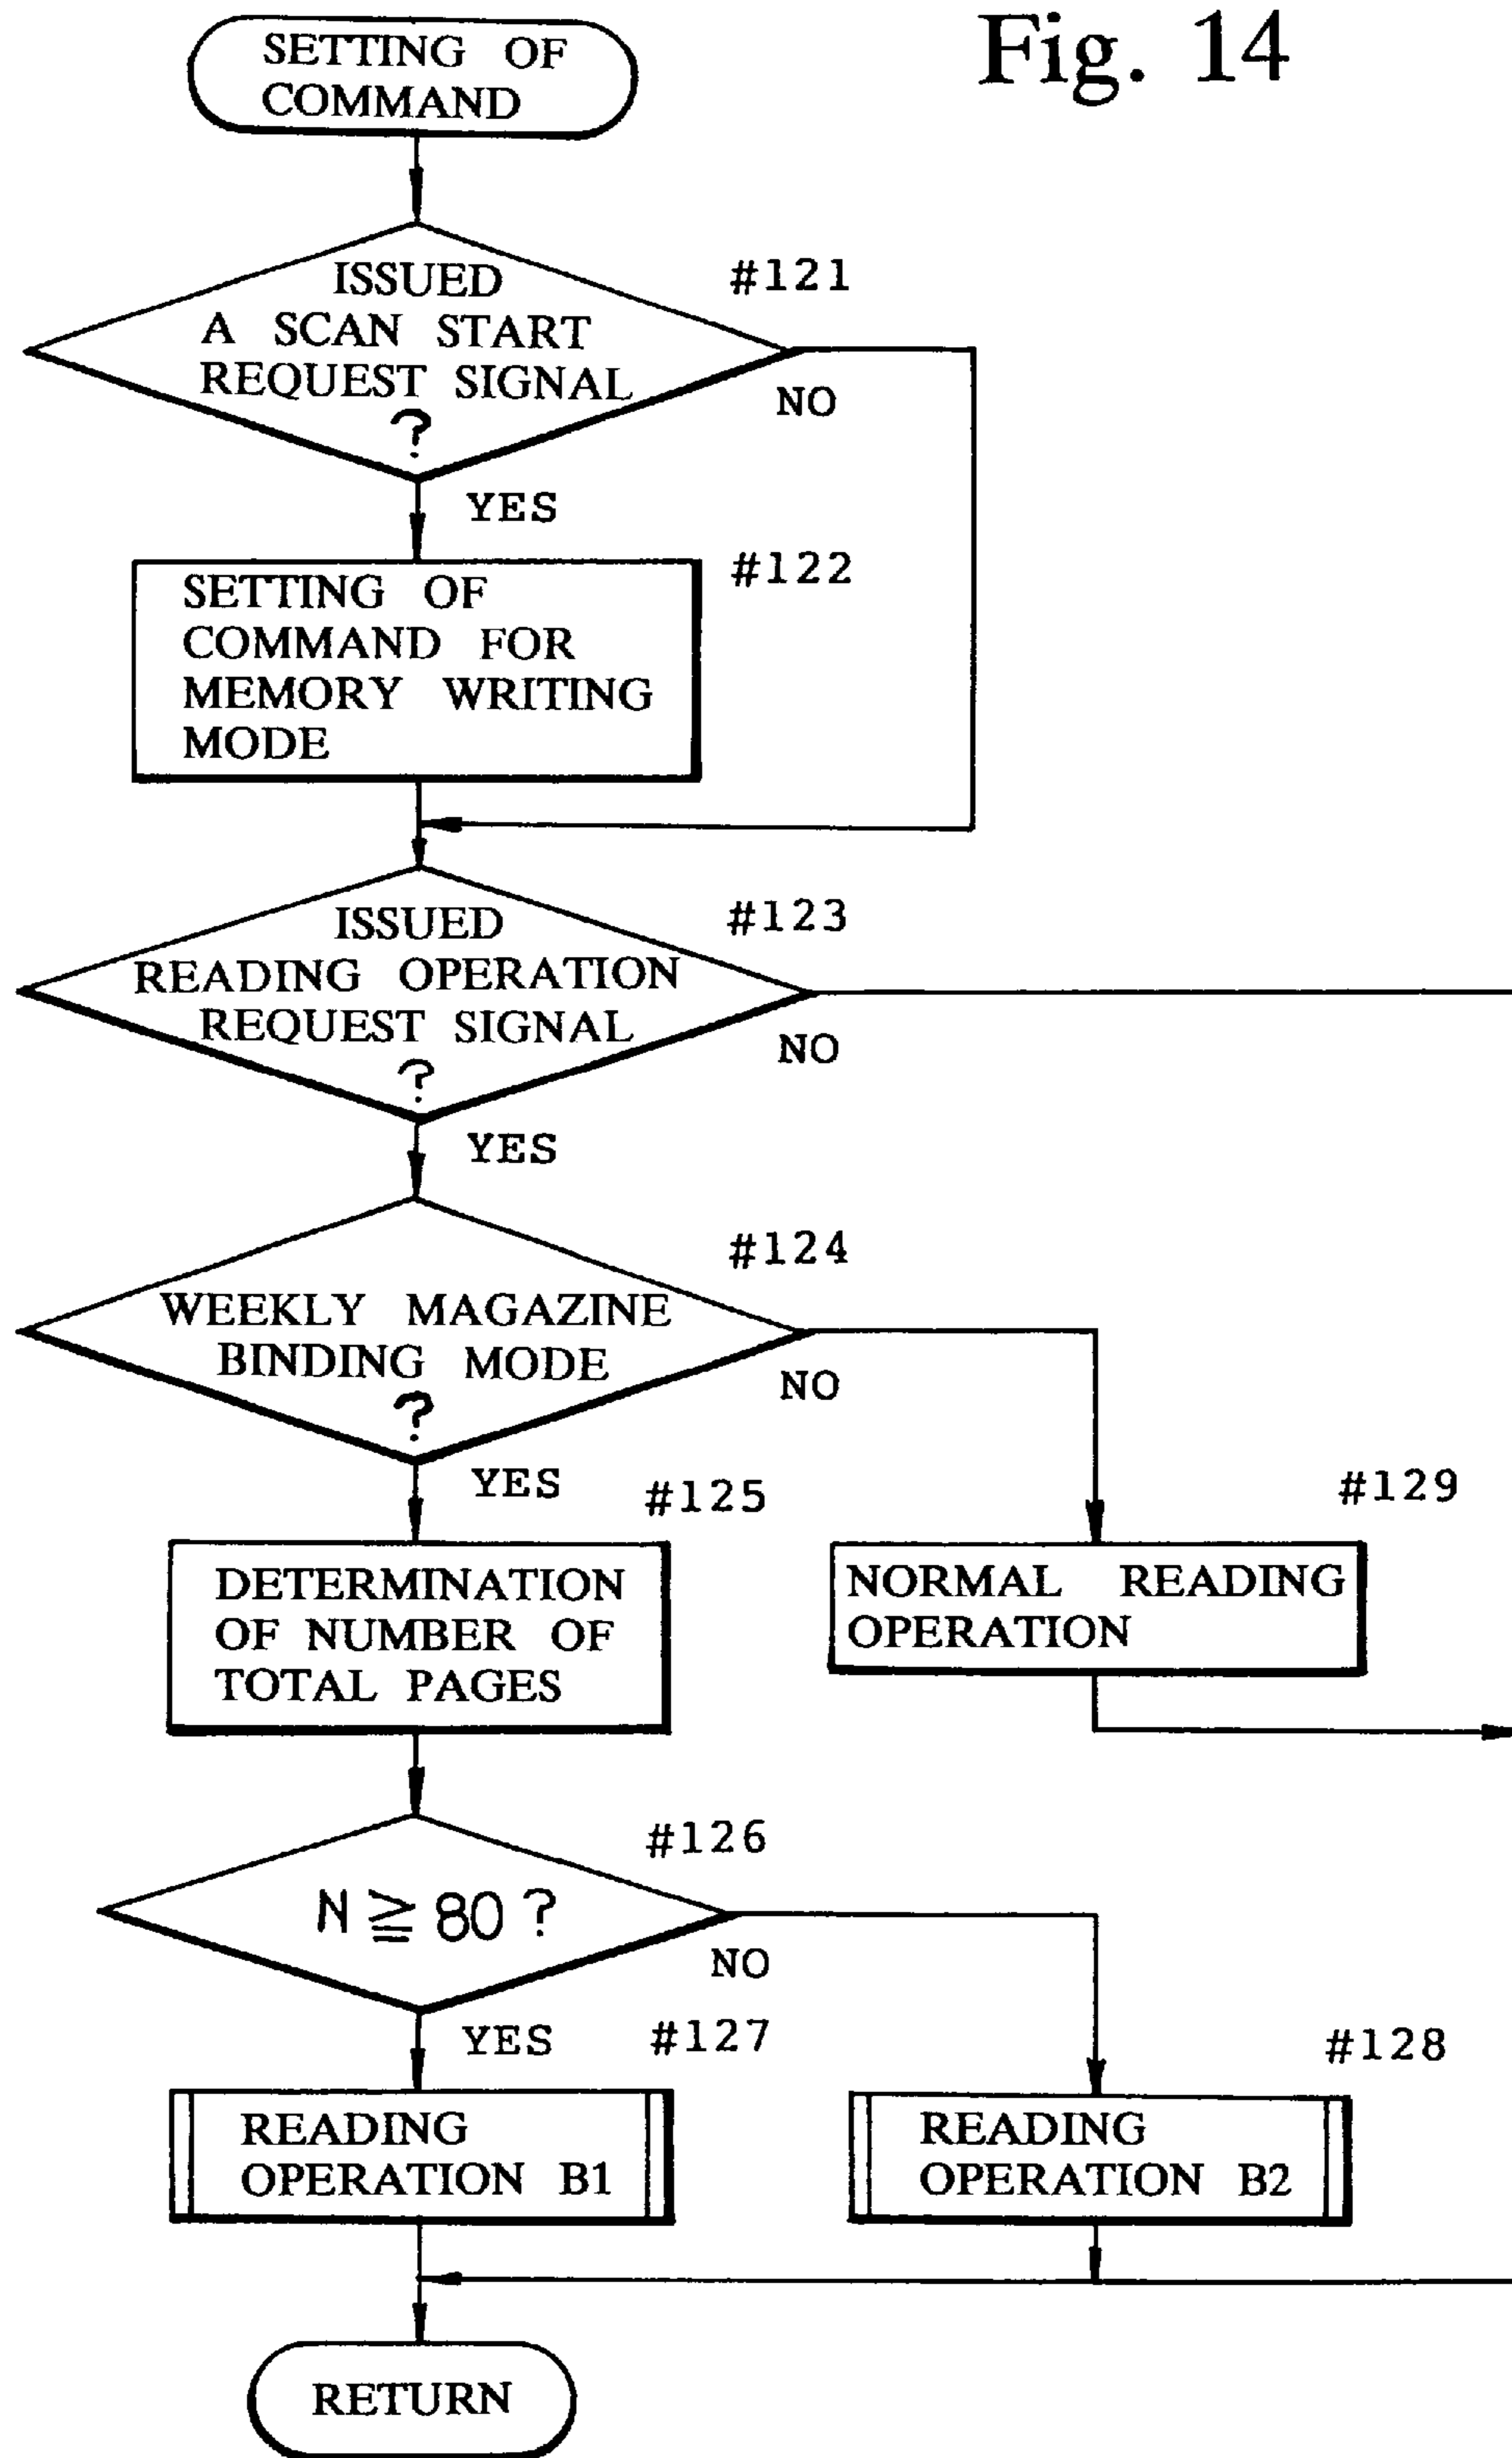 Fig. 14
SETTING OF
COMMAND
#121
ISSUED
A SCAN START
REQUEST SIGNAL
?
NO
YES
#122
SETTING OF
COMMAND FOR
MEMORY WRITING
MODE
#123
ISSUED
READING OPERATION
REQUEST SIGNAL
?
NO
YES
#124
WEEKLY MAGAZINE
BINDING MODE
?
NO
YES
#125
DETERMINATION
OF NUMBER OF
TOTAL PAGES
#129
NORMAL READING
OPERATION
#126
N ≧ 80 ?
NO
YES
#127
READING
OPERATION B1
#128
READING
OPERATION B2
RETURN